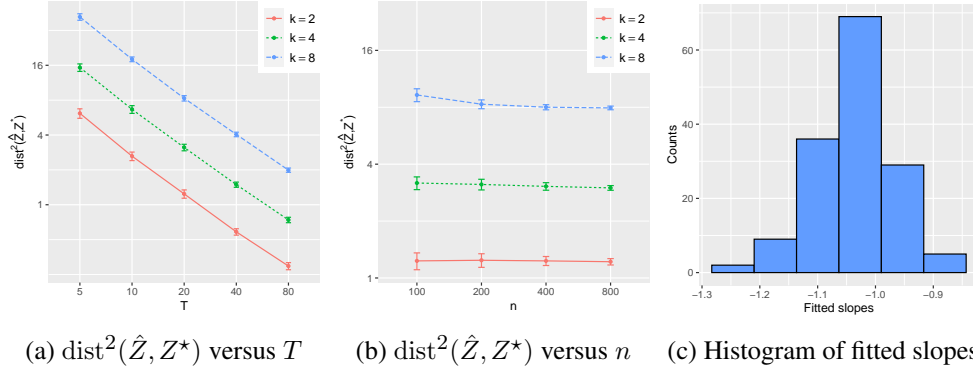 k = 2
k = 4
k = 8
16
4
1
dist²(Ẑ,Z*)
5 10 20 40 80
T
k = 2
k = 4
k = 8
16
4
1
dist²(Ẑ,Z*)
100 200 400 800
n
60
40
20
0
Counts
−1.3 −1.2 −1.1 −1.0 −0.9
Fitted slopes
(a) dist²(Ẑ, Z⋆) versus T
(b) dist²(Ẑ, Z⋆) versus n
(c) Histogram of fitted slopes